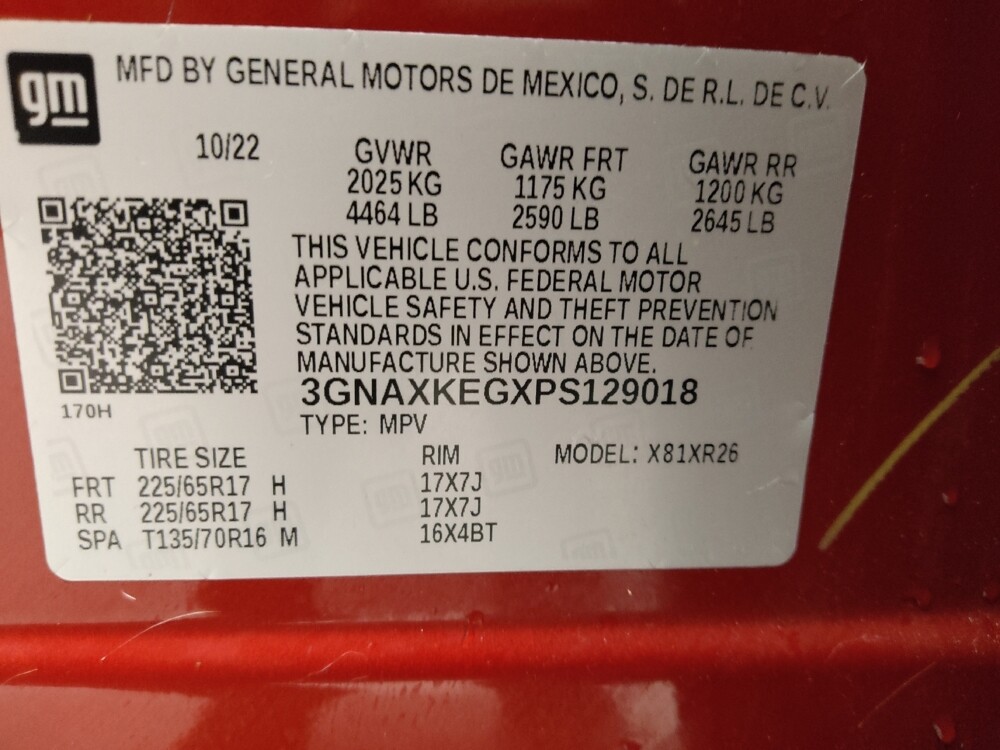 gm
MFD BY GENERAL MOTORS DE MEXICO, S. DE R.L. DE C.V.
10/22 GVWR GAWR FRT GAWR RR
2025 KG 1175 KG 1200 KG
4464 LB 2590 LB 2645 LB
THIS VEHICLE CONFORMS TO ALL
APPLICABLE U.S. FEDERAL MOTOR
VEHICLE SAFETY AND THEFT PREVENTION
STANDARDS IN EFFECT ON THE DATE OF
MANUFACTURE SHOWN ABOVE.
3GNAXKEGXPS129018
170H
TYPE: MPV
TIRE SIZE RIM MODEL: X81XR26
FRT 225/65R17 H 17X7J
RR 225/65R17 H 17X7J
SPA T135/70R16 M 16X4BT